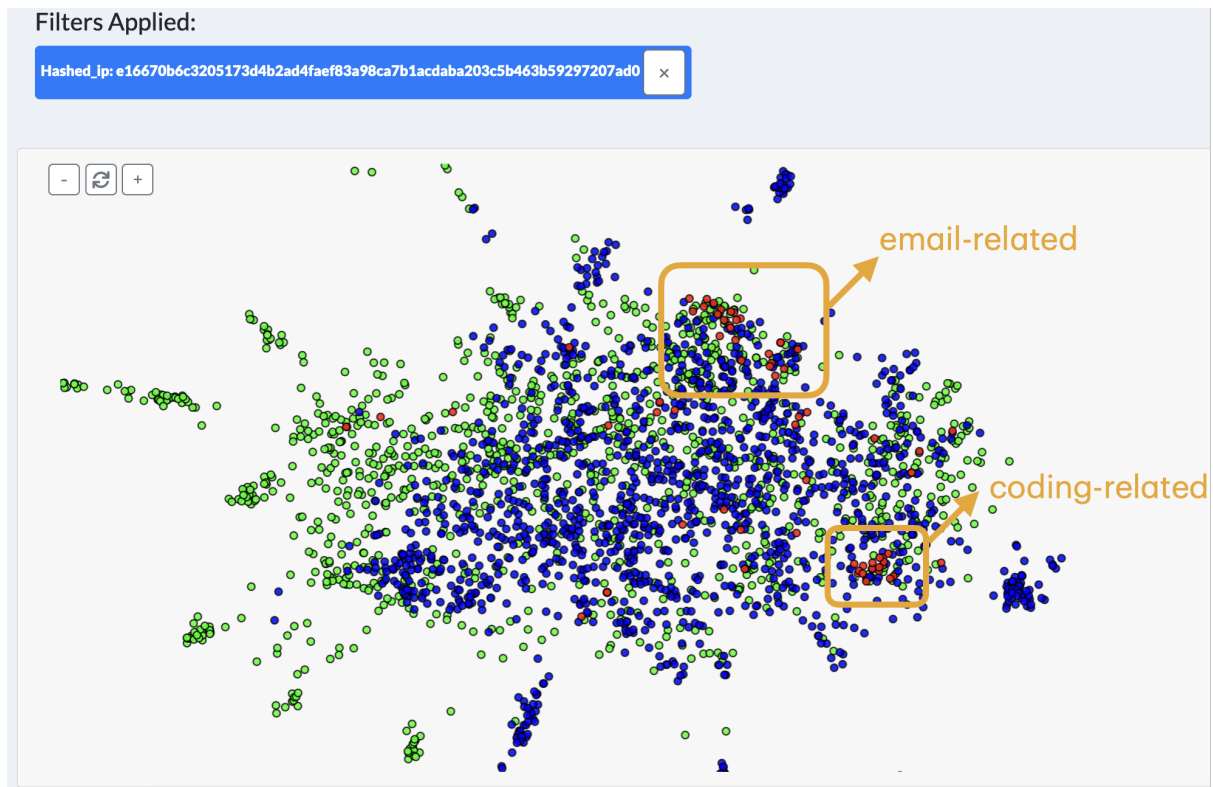 Filters Applied:
Hashed_ip: e16670b6c3205173d4b2ad4faef83a98ca7b1acdaba203c5b463b59297207ad0 ×
- +
email-related
coding-related